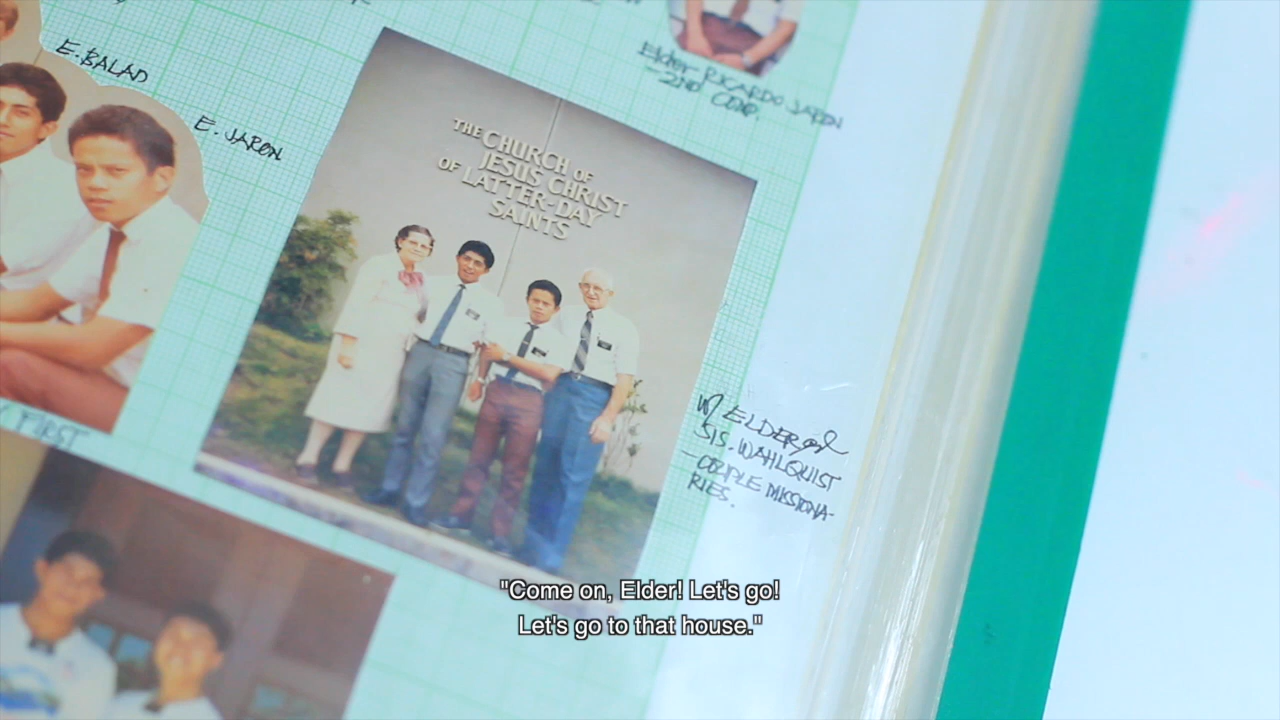 E. BALAD
E. JARON
Elder RICARDO JARON
-2ND COMP.
THE CHURCH OF
JESUS CHRIST
OF LATTER-DAY
SAINTS
W/ ELDER and
SIS. WAHLQUIST
-COUPLE MISSIONA-
RIES.
FIRST
"Come on, Elder! Let's go!
Let's go to that house."